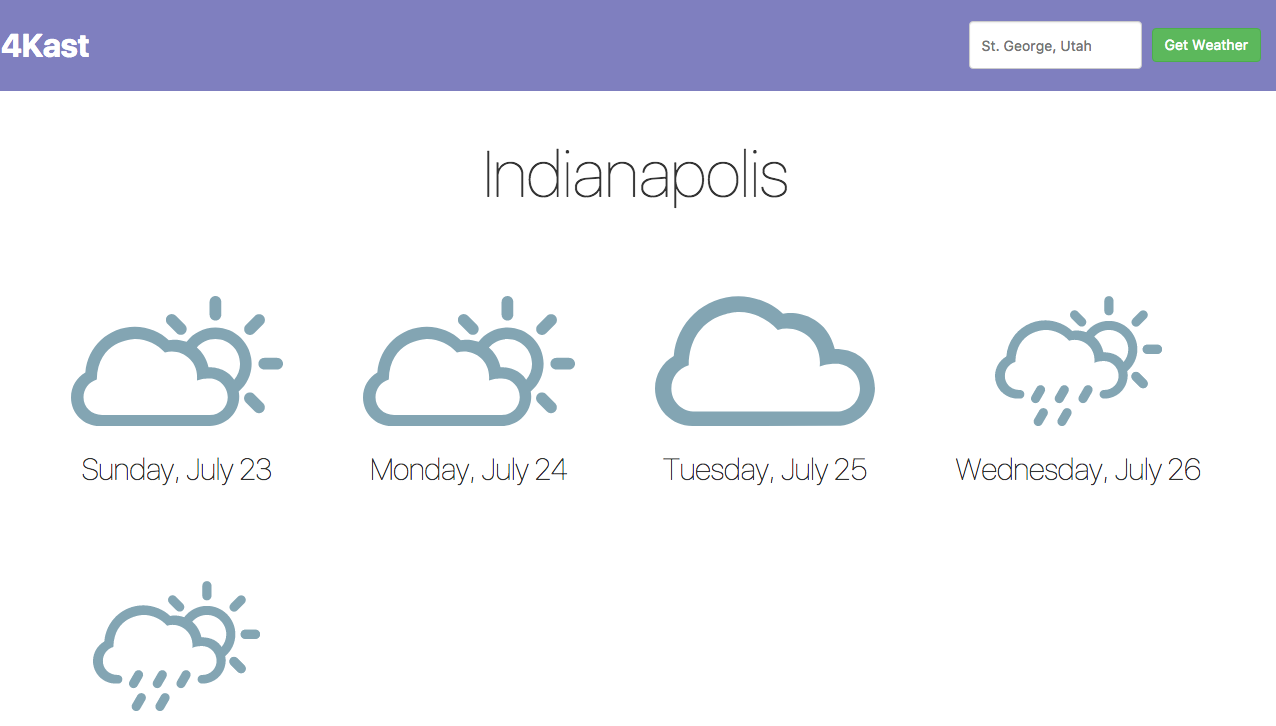 4Kast
St. George, Utah
Get Weather
Indianapolis
Sunday, July 23
Monday, July 24
Tuesday, July 25
Wednesday, July 26